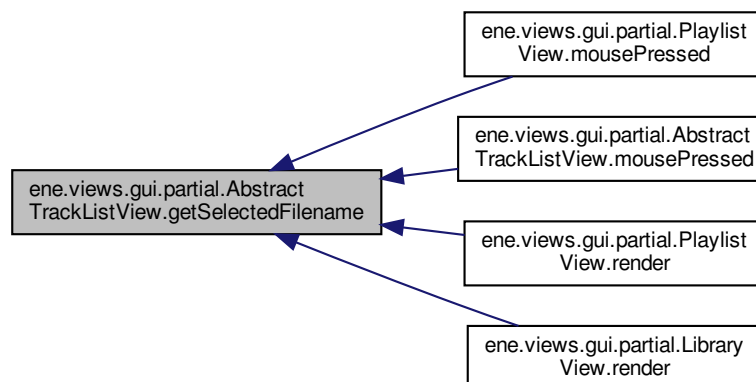 ene.views.gui.partial.Playlist
View.mousePressed
ene.views.gui.partial.Abstract
TrackListView.mousePressed
ene.views.gui.partial.Abstract
TrackListView.getSelectedFilename
ene.views.gui.partial.Playlist
View.render
ene.views.gui.partial.Library
View.render